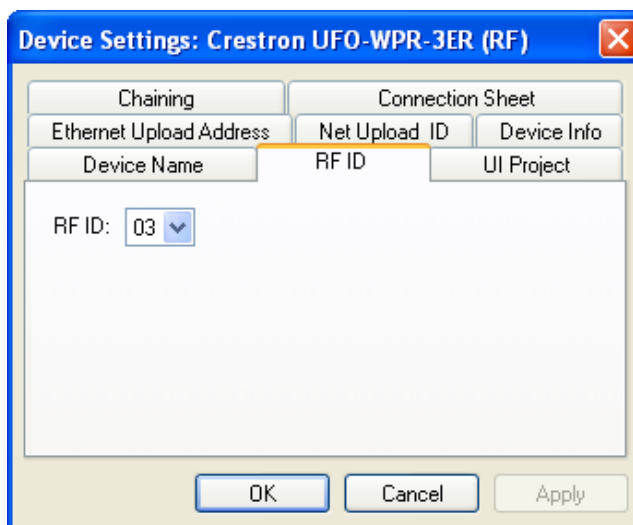 Device Settings: Crestron UFO-WPR-3ER (RF)
Chaining Connection Sheet
Ethernet Upload Address Net Upload ID Device Info
Device Name RF ID UI Project
RF ID: 03
OK Cancel Apply